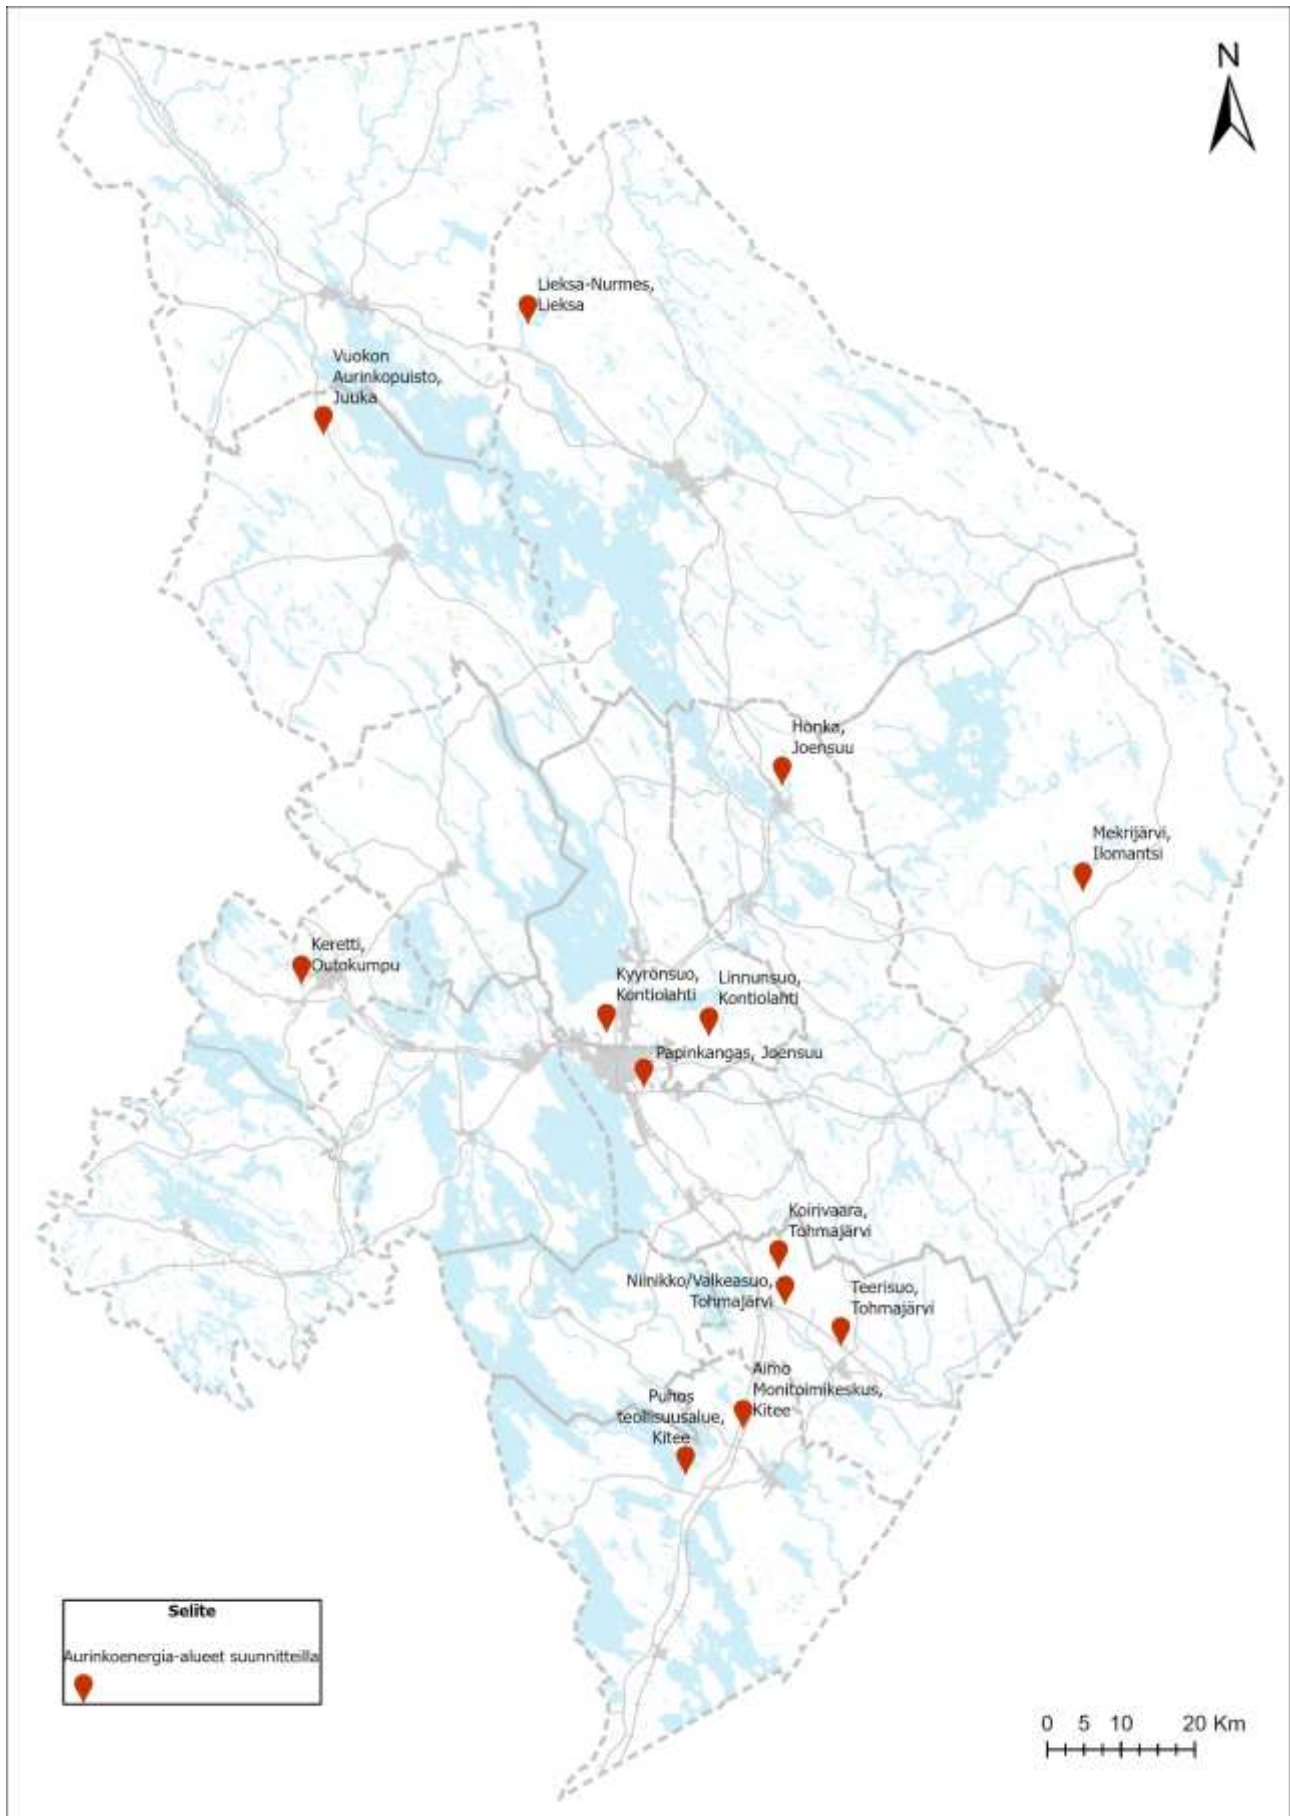 N
Lieksa-Nurmes,
Lieksa
Vuokon
Aurinkopuisto,
Juuka
Honka,
Joensuu
Mekrijärvi,
Ilomantsi
Keretti,
Outokumpu
Kyyrönsuo,
Kontiolahti
Linnunsuo,
Kontiolahti
Papinkangas, Joensuu
Koirivaara,
Tohmajärvi
Niinikko/Valkeasuo,
Tohmajärvi
Teerisuo,
Tohmajärvi
Aimo
Monitoimikeskus,
Kitee
Puhos
teollisuusalue,
Kitee
Selite
Aurinkoenergia-alueet suunnitteilla
0 5 10 20 Km